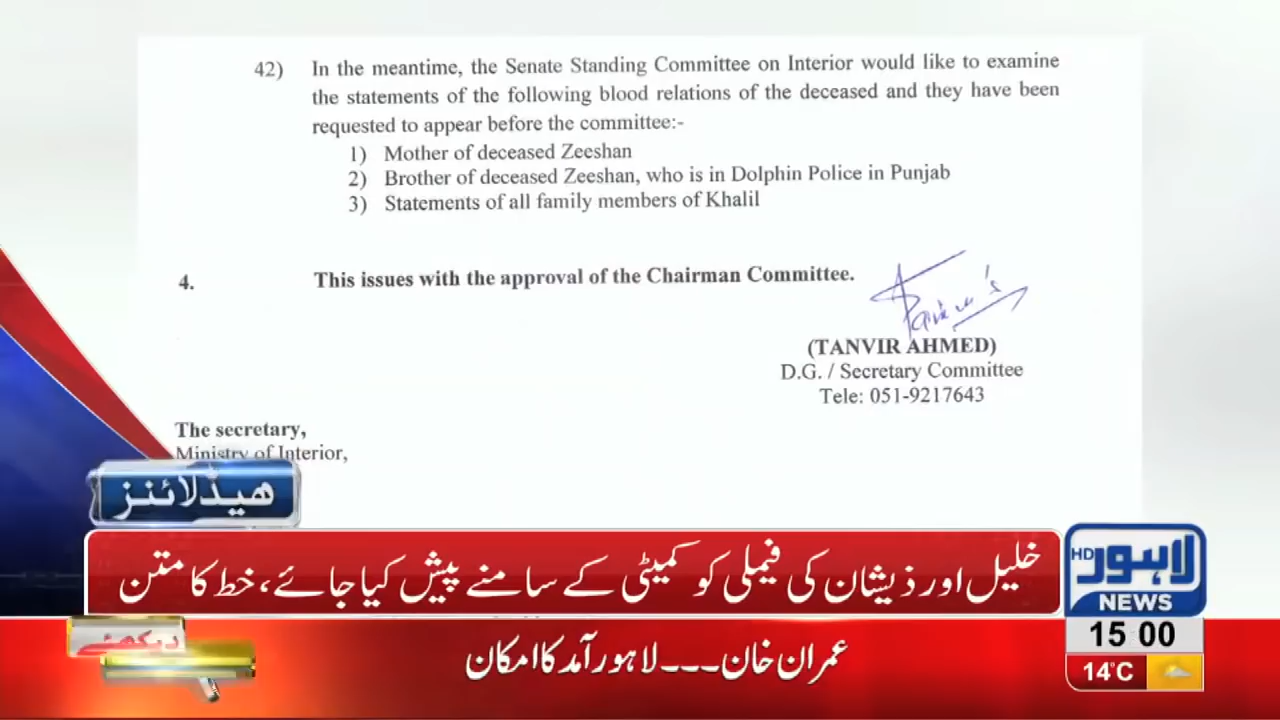 42) In the meantime, the Senate Standing Committee on Interior would like to examine
the statements of the following blood relations of the deceased and they have been
requested to appear before the committee:-
1) Mother of deceased Zeeshan
2) Brother of deceased Zeeshan, who is in Dolphin Police in Punjab
3) Statements of all family members of Khalil
4. This issues with the approval of the Chairman Committee.
(TANVIR AHMED)
D.G. / Secretary Committee
Tele: 051-9217643
The secretary,
Ministry of Interior,
ہیڈلائنز
خلیل اور ذیشان کی فیملی کو کمیٹی کے سامنے پیش کیا جائے، خط کا متن
HD لاہور
NEWS
دیکھئے
عمران خان۔۔۔ لاہور آمد کا امکان
15:00
14°C